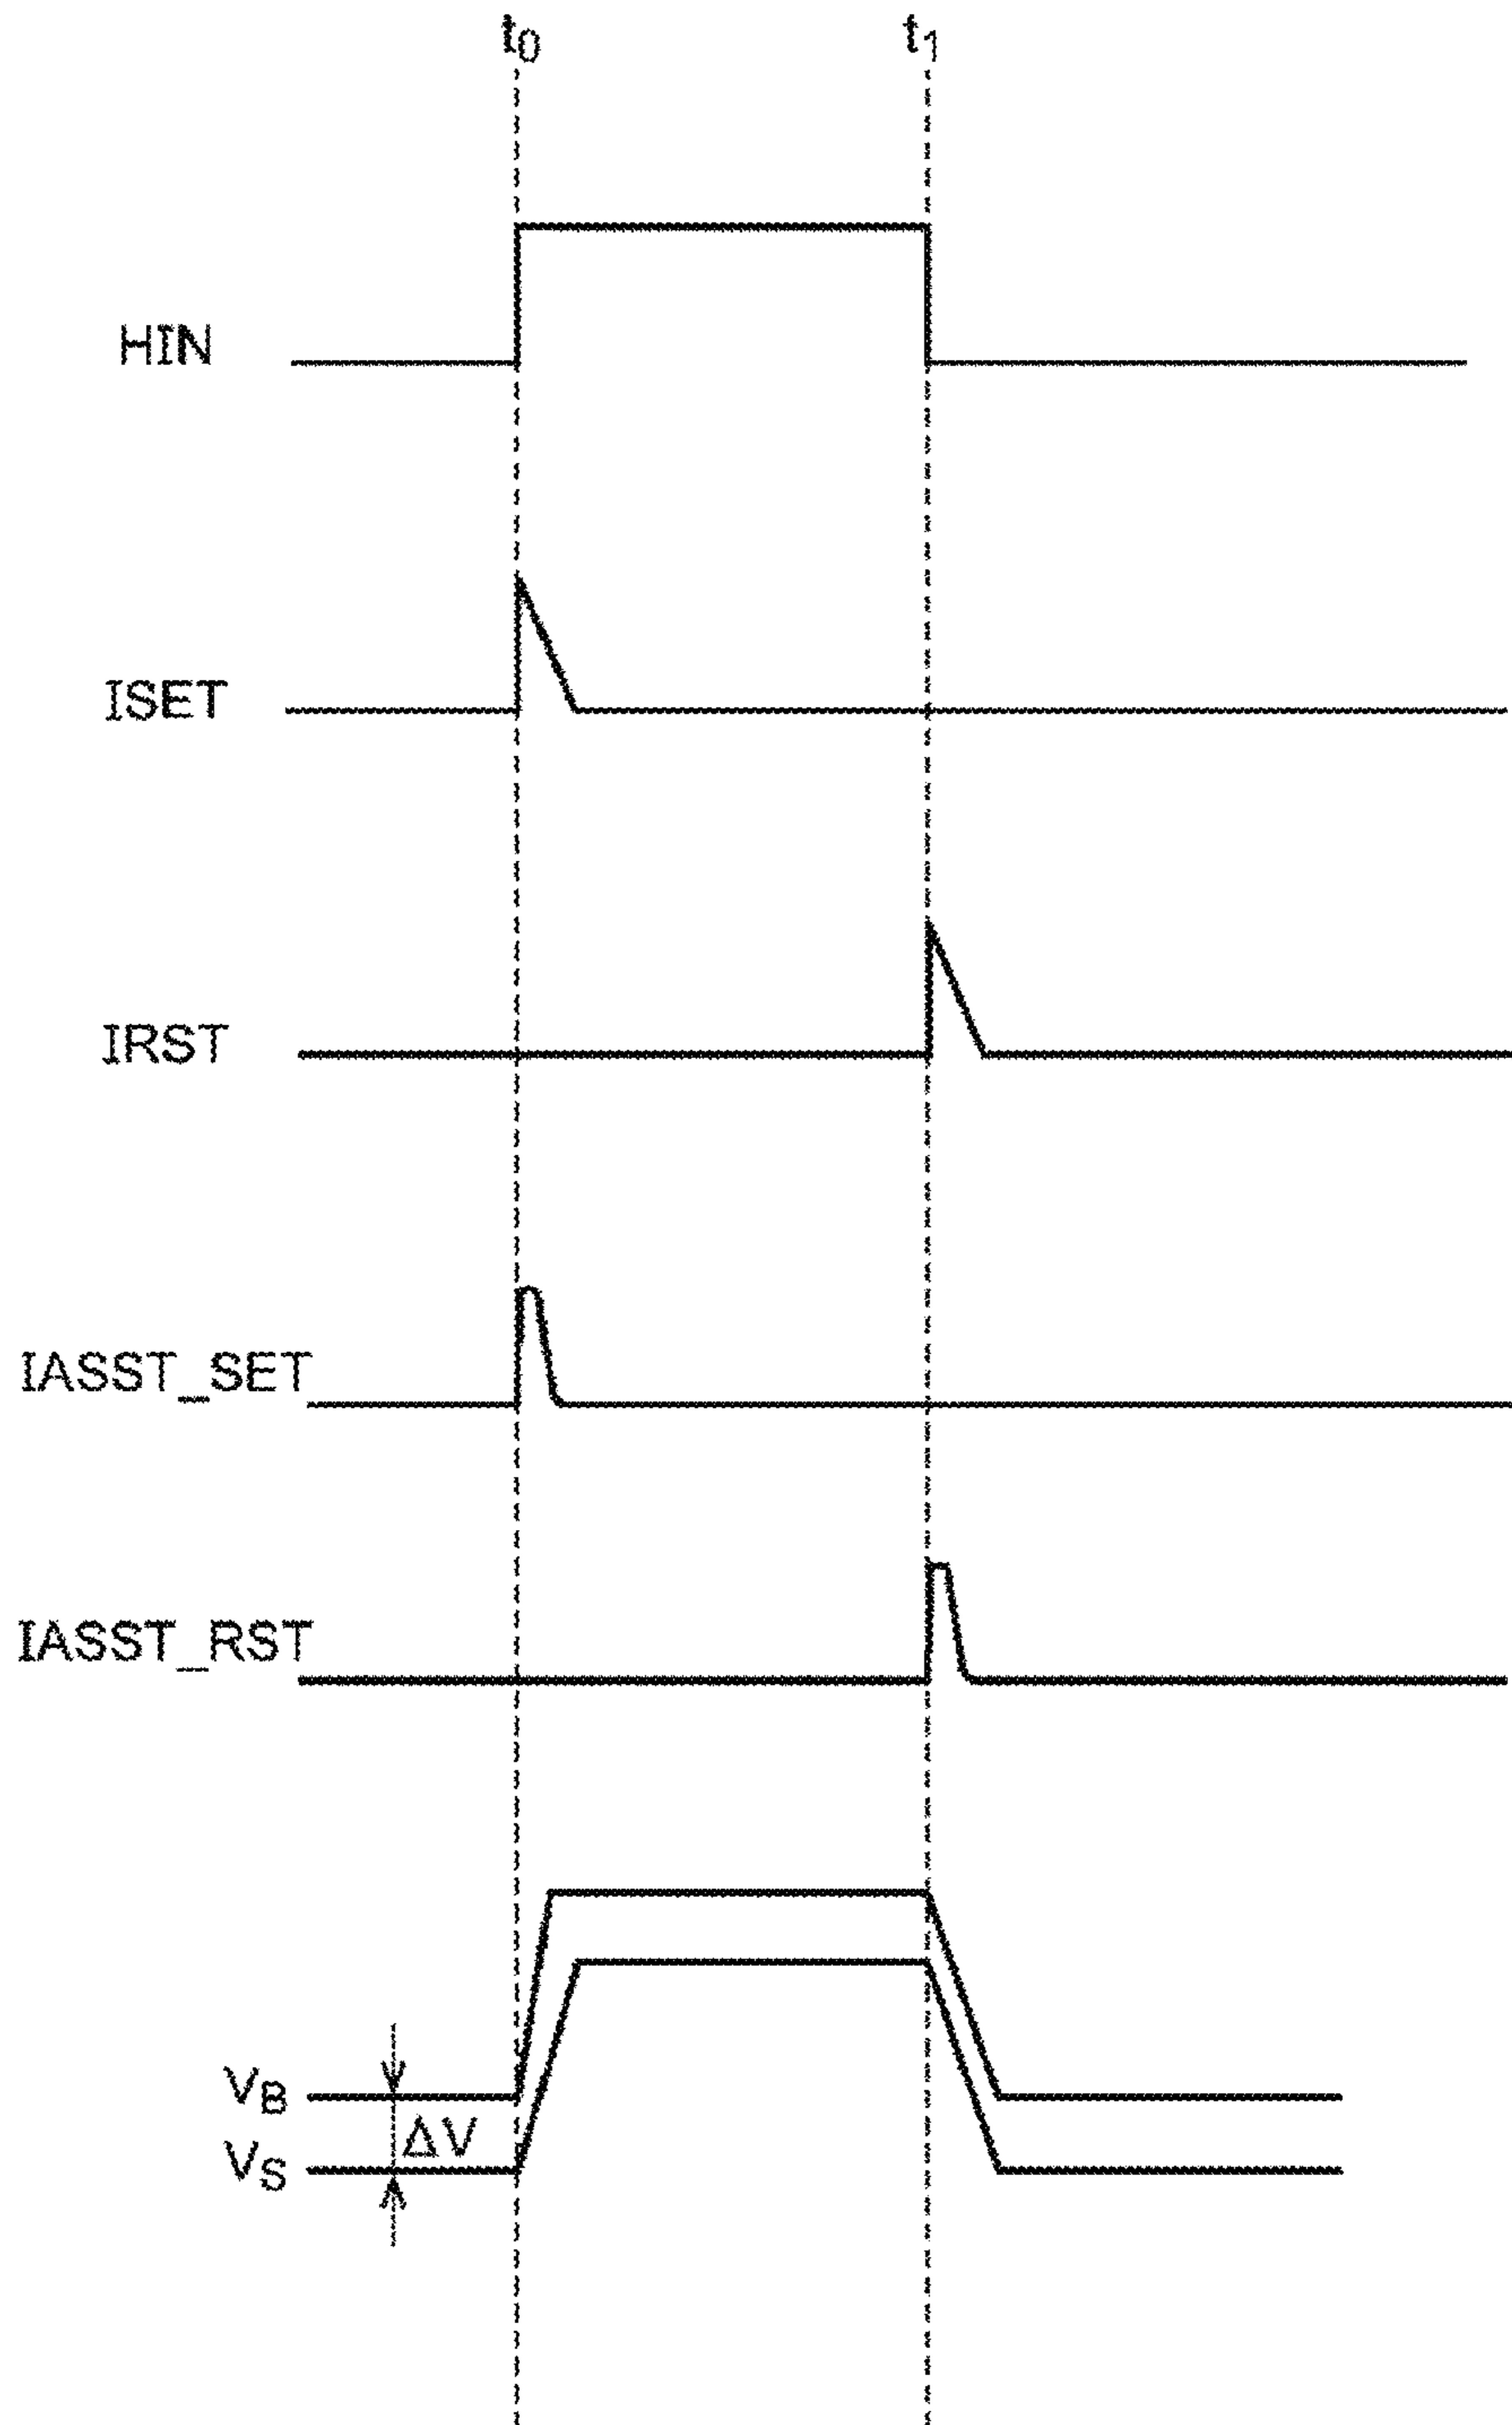 t0 t1
HIN
ISET
IRST
IASST_SET
IASST_RST
VB
ΔV
VS